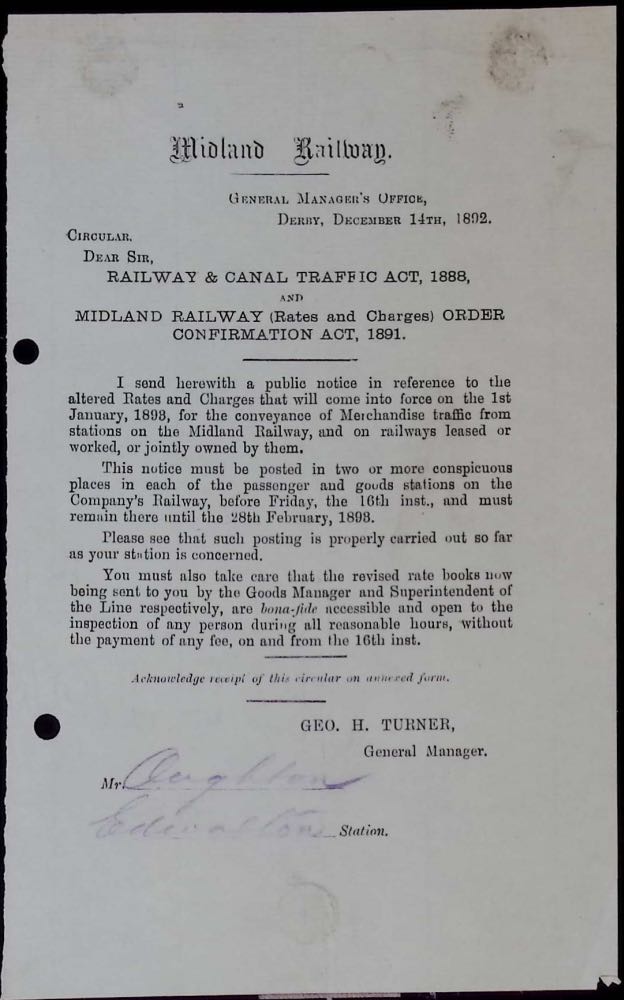 Midland Railway.
GENERAL MANAGER'S OFFICE,
DERBY, DECEMBER 14TH, 1892.
CIRCULAR.
DEAR SIR,
RAILWAY & CANAL TRAFFIC ACT, 1888,
AND
MIDLAND RAILWAY (Rates and Charges) ORDER
CONFIRMATION ACT, 1891.
I send herewith a public notice in reference to the
altered Rates and Charges that will come into force on the 1st
January, 1893, for the conveyance of Merchandise traffic from
stations on the Midland Railway, and on railways leased or
worked, or jointly owned by them.
This notice must be posted in two or more conspicuous
places in each of the passenger and goods stations on the
Company's Railway, before Friday, the 16th inst., and must
remain there until the 28th February, 1893.
Please see that such posting is properly carried out so far
as your station is concerned.
You must also take care that the revised rate books now
being sent to you by the Goods Manager and Superintendent of
the Line respectively, are bona-fide accessible and open to the
inspection of any person during all reasonable hours, without
the payment of any fee, on and from the 16th inst.
Acknowledge receipt of this circular on annexed form.
GEO. H. TURNER,
General Manager.
Mr.
Edwalton Station.